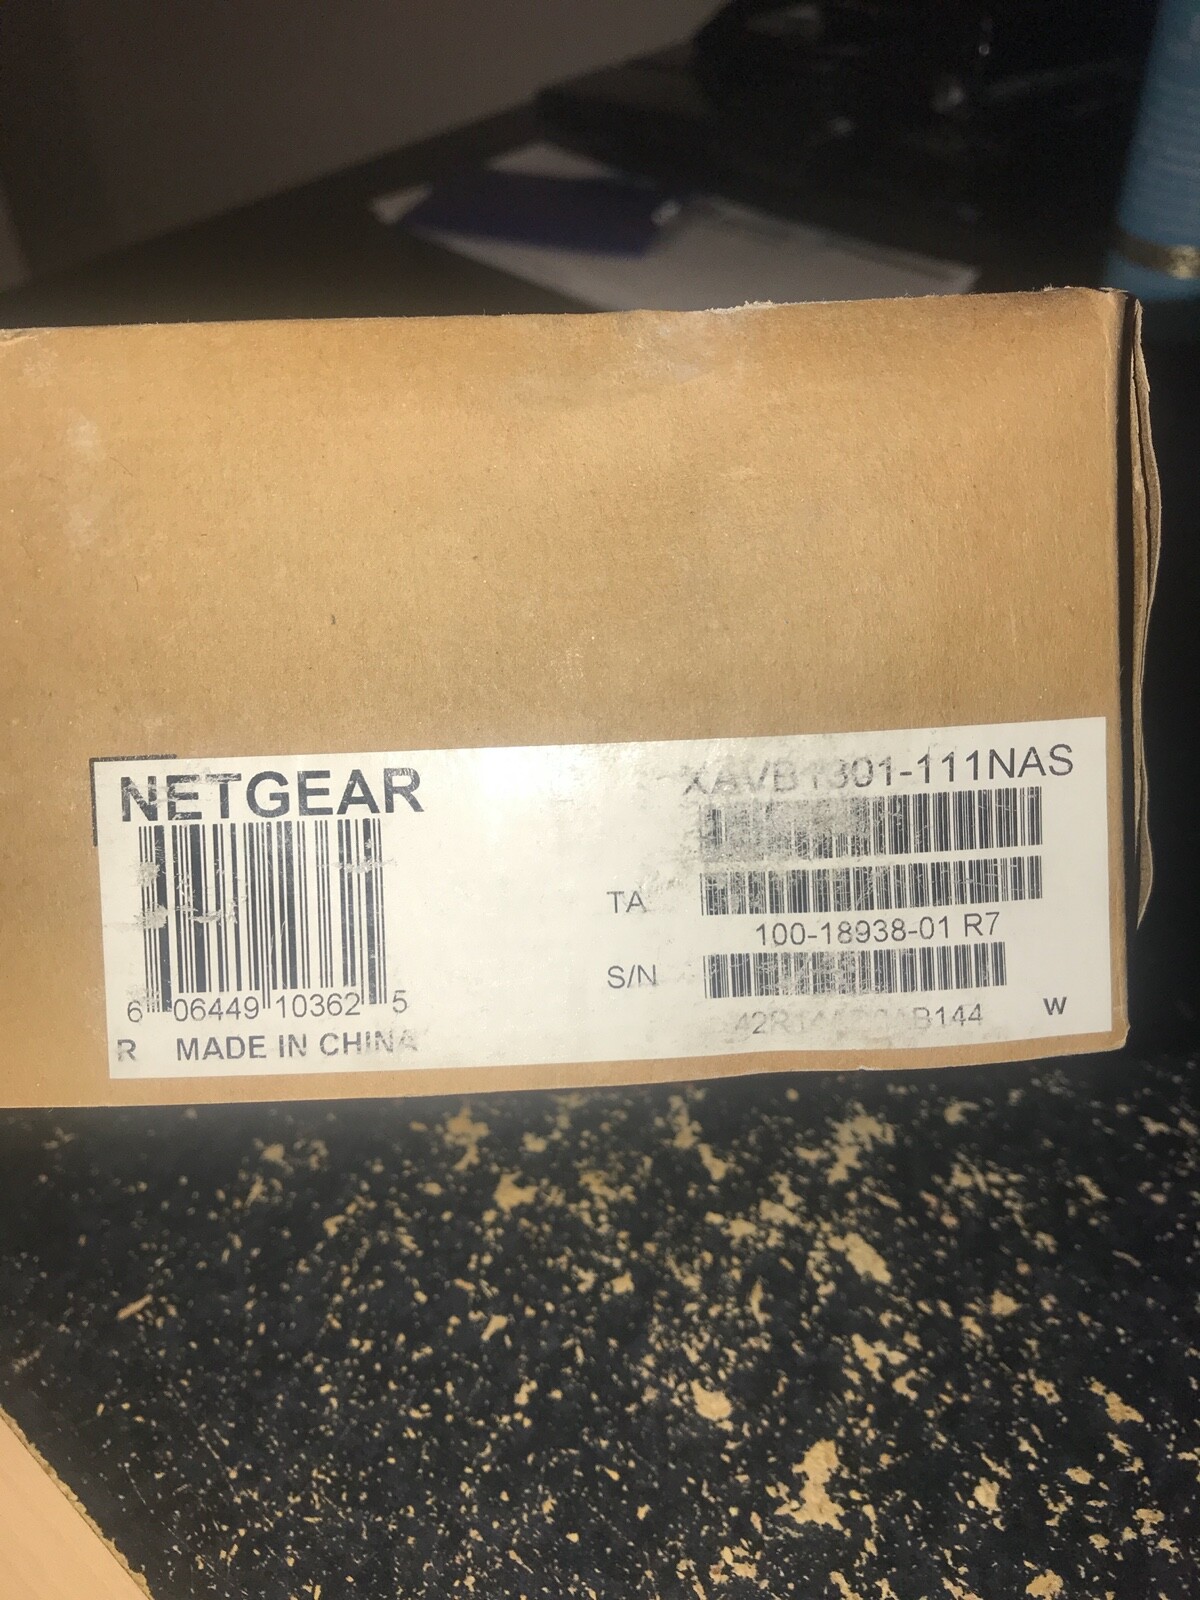 NETGEAR
XAVB1301-111NAS
TA
100-18938-01 R7
S/N
6 06449 10362 5
W
R MADE IN CHINA